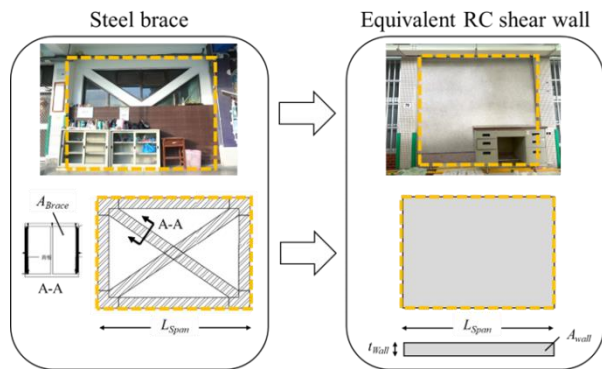 Steel brace
Equivalent RC shear wall
A_Brace
A-A
A-A
L_Span
L_Span
t_Wall
A_wall